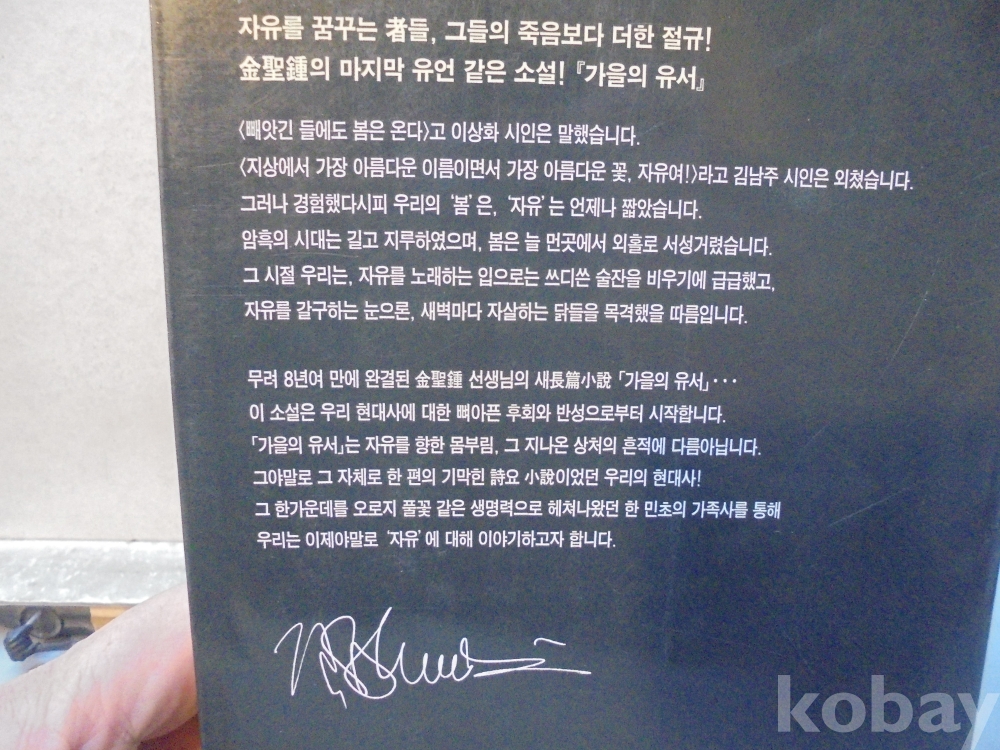 자유를 꿈꾸는 者들, 그들의 죽음보다 더한 절규!
金聖鍾의 마지막 유언 같은 소설! 『가을의 유서』
〈빼앗긴 들에도 봄은 온다〉고 이상화 시인은 말했습니다.
〈지상에서 가장 아름다운 이름이면서 가장 아름다운 꽃, 자유여!〉라고 김남주 시인은 외쳤습니다.
그러나 경험했다시피 우리의 '봄'은, '자유'는 언제나 짧았습니다.
암흑의 시대는 길고 지루하였으며, 봄은 늘 먼곳에서 외홀로 서성거렸습니다.
그 시절 우리는, 자유를 노래하는 입으로는 쓰디쓴 술잔을 비우기에 급급했고,
자유를 갈구하는 눈으론, 새벽마다 자살하는 닭들을 목격했을 따름입니다.
무려 8년여 만에 완결된 金聖鍾 선생님의 새長篇小說 「가을의 유서」···
이 소설은 우리 현대사에 대한 뼈아픈 후회와 반성으로부터 시작합니다.
「가을의 유서」는 자유를 향한 몸부림, 그 지나온 상처의 흔적에 다름아닙니다.
그야말로 그 자체로 한 편의 기막힌 詩요 小說이었던 우리의 현대사!
그 한가운데를 오로지 풀꽃 같은 생명력으로 헤쳐나왔던 한 민초의 가족사를 통해
우리는 이제야말로 '자유'에 대해 이야기하고자 합니다.
kobay